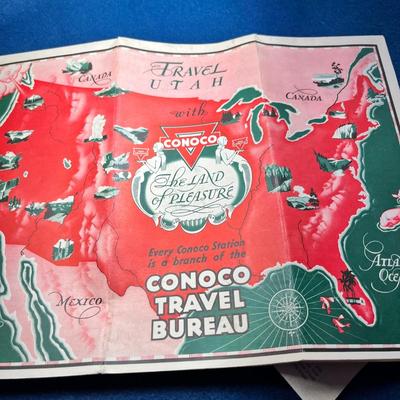 TRAVEL
UTAH
with
CONOCO
The LAND
of PLEASURE
Every Conoco Station
is a branch of the
CONOCO
TRAVEL
BUREAU
CANADA
CANADA
MEXICO